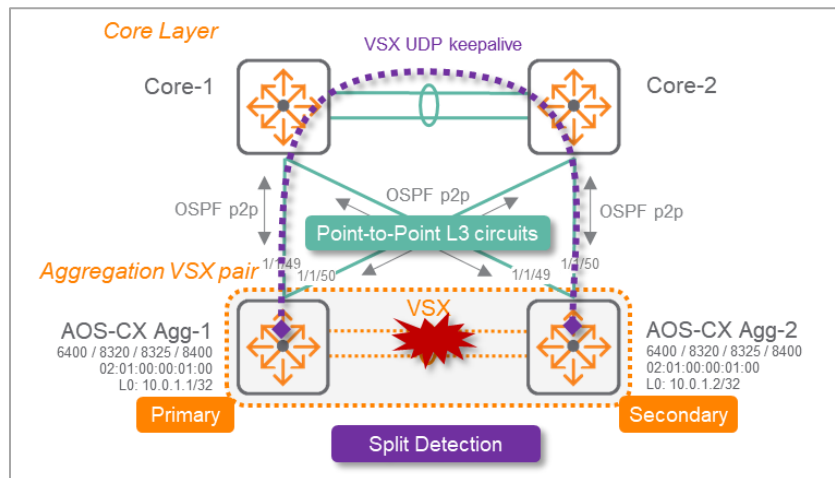 Core Layer
VSX UDP keepalive
Core-1
Core-2
OSPF p2p
OSPF p2p
OSPF p2p
Point-to-Point L3 circuits
Aggregation VSX pair
1/1/49
1/1/50
1/1/49
1/1/50
VSX
AOS-CX Agg-1
6400 / 8320 / 8325 / 8400
02:01:00:00:01:00
L0: 10.0.1.1/32
AOS-CX Agg-2
6400 / 8320 / 8325 / 8400
02:01:00:00:01:00
L0: 10.0.1.2/32
Primary
Secondary
Split Detection